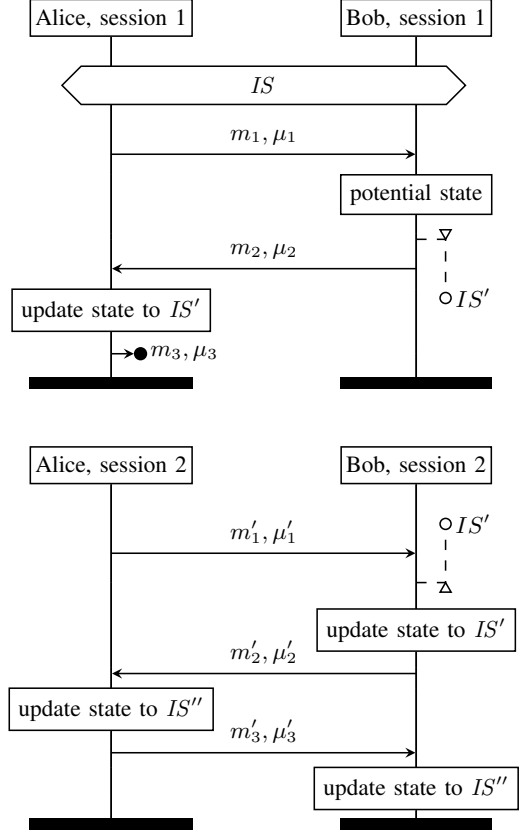 Alice, session 1 Bob, session 1
IS
m₁, μ₁
potential state
m₂, μ₂
IS′
update state to IS′
m₃, μ₃
Alice, session 2 Bob, session 2
IS′
m′₁, μ′₁
update state to IS′
m′₂, μ′₂
update state to IS′′
m′₃, μ′₃
update state to IS′′